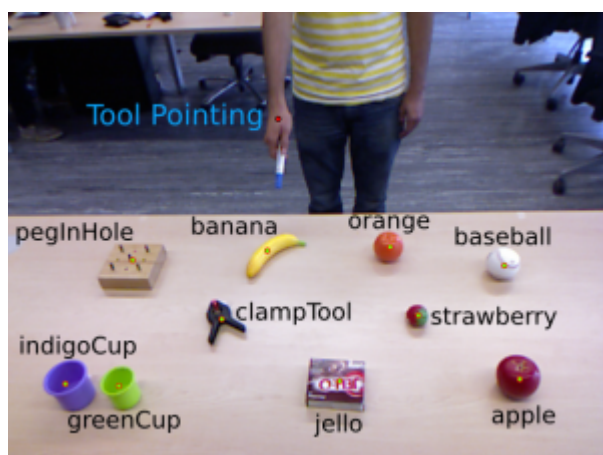 Tool Pointing
pegInHole
banana
orange
baseball
clampTool
strawberry
indigoCup
greenCup
jello
apple